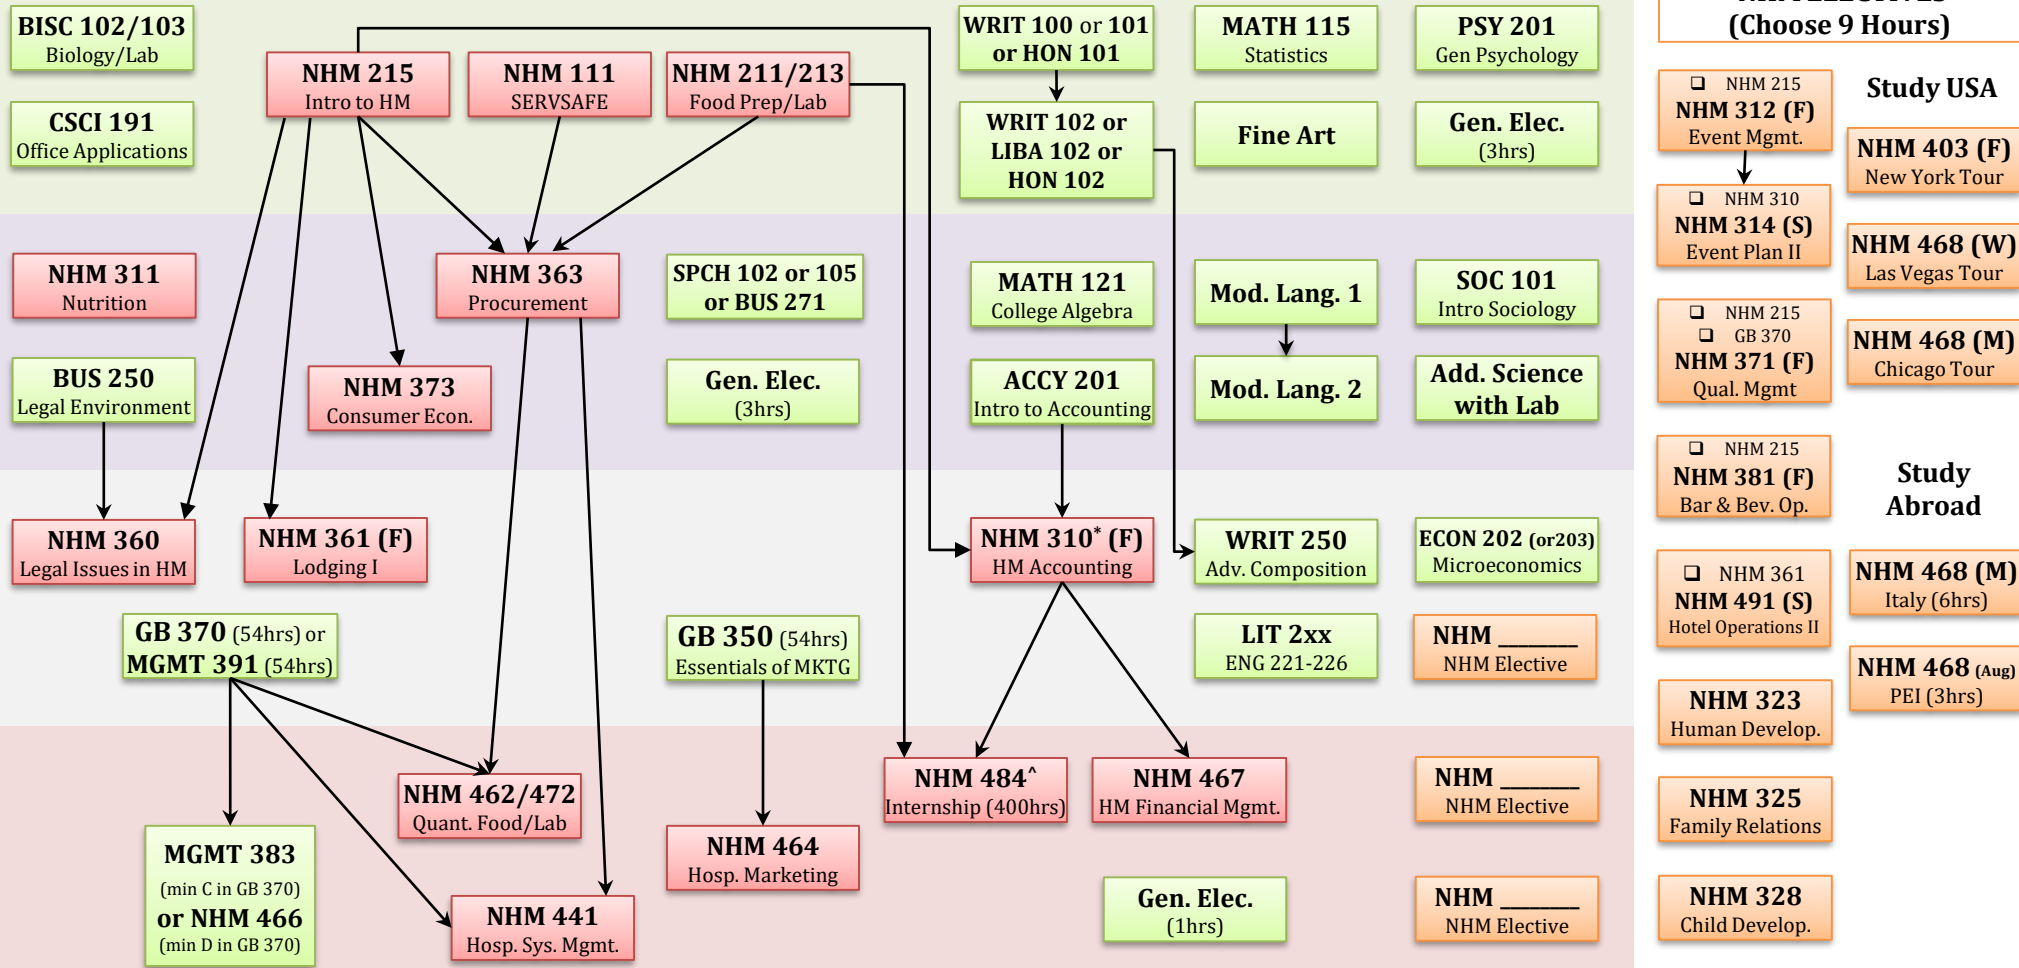 BISC 102/103
Biology/Lab
CSCI 191
Office Applications
NHM 215
Intro to HM
NHM 111
SERVSAFE
NHM 211/213
Food Prep/Lab
WRIT 100 or 101
or HON 101
WRIT 102 or
LIBA 102 or
HON 102
MATH 115
Statistics
Fine Art
PSY 201
Gen Psychology
Gen. Elec.
(3hrs)
NHM 311
Nutrition
BUS 250
Legal Environment
NHM 363
Procurement
NHM 373
Consumer Econ.
SPCH 102 or 105
or BUS 271
Gen. Elec.
(3hrs)
MATH 121
College Algebra
ACCY 201
Intro to Accounting
Mod. Lang. 1
Mod. Lang. 2
SOC 101
Intro Sociology
Add. Science
with Lab
NHM 360
Legal Issues in HM
NHM 361 (F)
Lodging I
NHM 310* (F)
HM Accounting
WRIT 250
Adv. Composition
ECON 202 (or203)
Microeconomics
GB 370 (54hrs) or
MGMT 391 (54hrs)
GB 350 (54hrs)
Essentials of MKTG
LIT 2xx
ENG 221-226
NHM ________
NHM Elective
NHM 462/472
Quant. Food/Lab
NHM 484^
Internship (400hrs)
NHM 467
HM Financial Mgmt.
NHM ________
NHM Elective
MGMT 383
(min C in GB 370)
or NHM 466
(min D in GB 370)
NHM 441
Hosp. Sys. Mgmt.
NHM 464
Hosp. Marketing
Gen. Elec.
(1hrs)
NHM ________
NHM Elective
(Choose 9 Hours)
❑ NHM 215
NHM 312 (F)
Event Mgmt.
❑ NHM 310
NHM 314 (S)
Event Plan II
❑ NHM 215
❑ GB 370
NHM 371 (F)
Qual. Mgmt
❑ NHM 215
NHM 381 (F)
Bar & Bev. Op.
❑ NHM 361
NHM 491 (S)
Hotel Operations II
NHM 323
Human Develop.
NHM 325
Family Relations
NHM 328
Child Develop.
Study USA
NHM 403 (F)
New York Tour
NHM 468 (W)
Las Vegas Tour
NHM 468 (M)
Chicago Tour
Study
Abroad
NHM 468 (M)
Italy (6hrs)
NHM 468 (Aug)
PEI (3hrs)